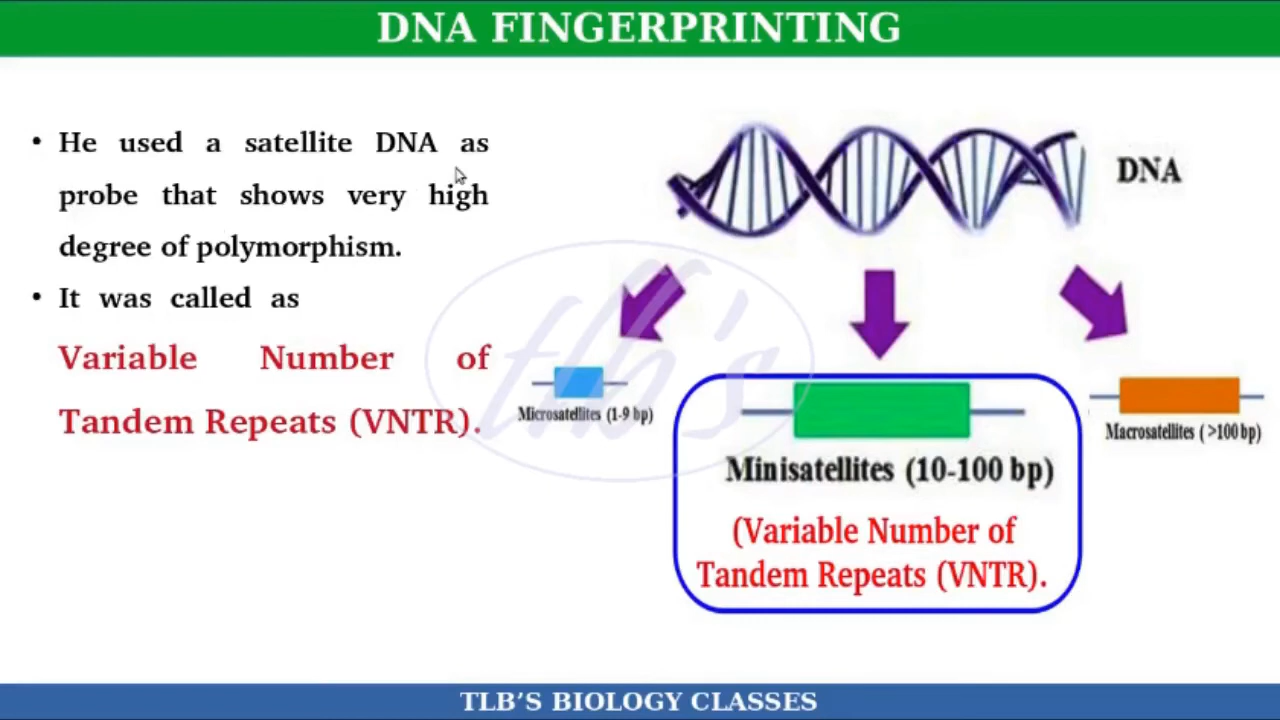 DNA FINGERPRINTING
• He used a satellite DNA as
probe that shows very high
degree of polymorphism.
• It was called as
Variable Number of
Tandem Repeats (VNTR).
DNA
Microsatellites (1-9 bp)
Minisatellites (10-100 bp)
(Variable Number of
Tandem Repeats (VNTR).
Macrosatellites ( >100 bp)
tlb's
TLB’S BIOLOGY CLASSES